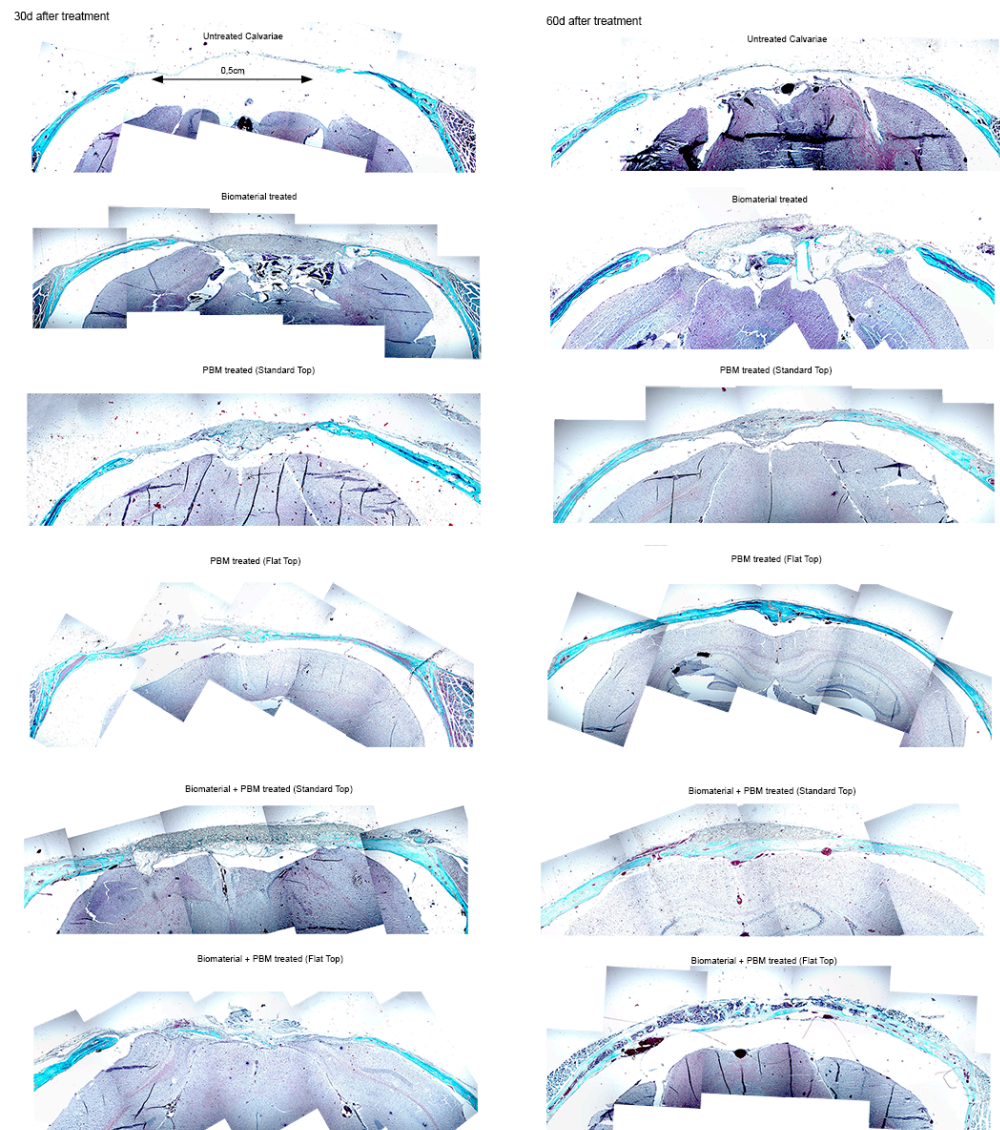 30d after treatment
60d after treatment
Untreated Calvariae
Untreated Calvariae
0,5cm
Biomaterial treated
Biomaterial treated
PBM treated (Standard Top)
PBM treated (Standard Top)
PBM treated (Flat Top)
PBM treated (Flat Top)
Biomaterial + PBM treated (Standard Top)
Biomaterial + PBM treated (Standard Top)
Biomaterial + PBM treated (Flat Top)
Biomaterial + PBM treated (Flat Top)